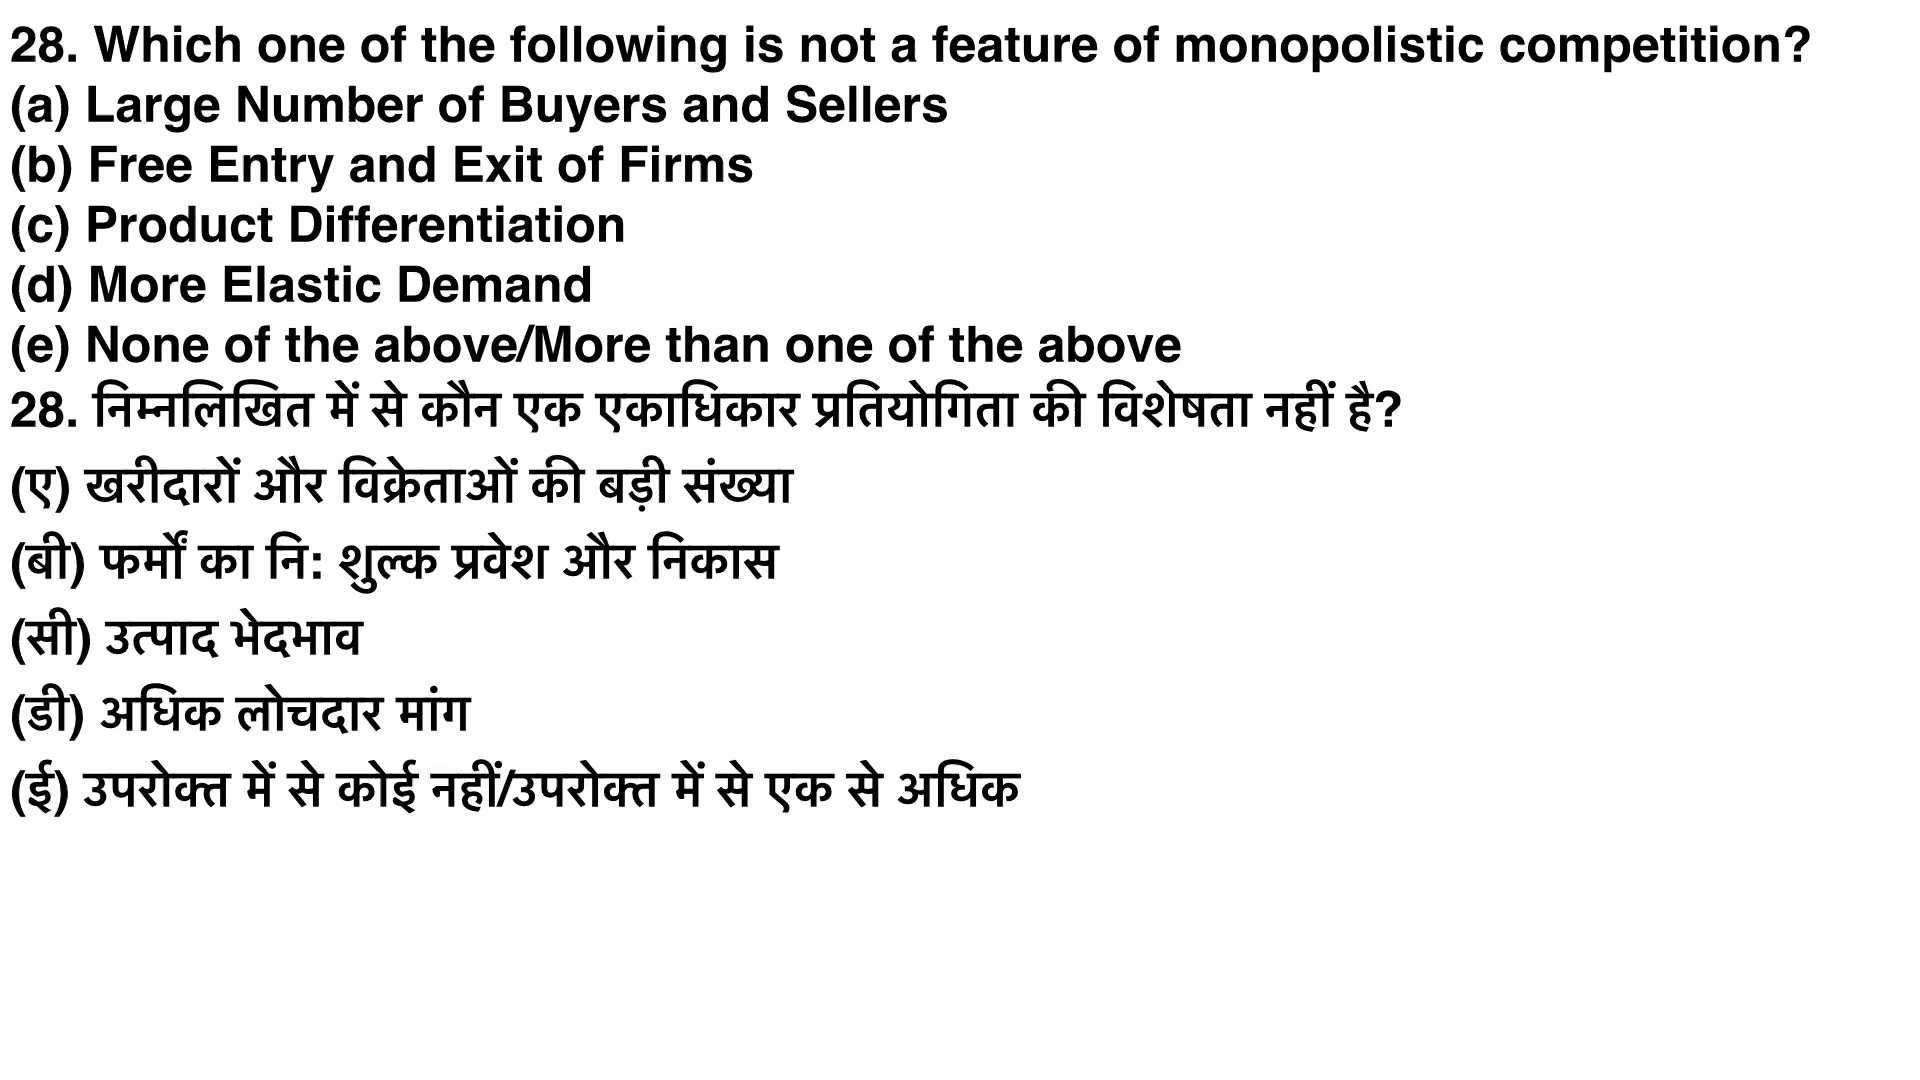 28. Which one of the following is not a feature of monopolistic competition?
(a) Large Number of Buyers and Sellers
(b) Free Entry and Exit of Firms
(c) Product Differentiation
(d) More Elastic Demand
(e) None of the above/More than one of the above
28. निम्नलिखित में से कौन एक एकाधिकार प्रतियोगिता की विशेषता नहीं है?
(ए) खरीदारों और विक्रेताओं की बड़ी संख्या
(बी) फर्मों का नि: शुल्क प्रवेश और निकास
(सी) उत्पाद भेदभाव
(डी) अधिक लोचदार मांग
(ई) उपरोक्त में से कोई नहीं/उपरोक्त में से एक से अधिक